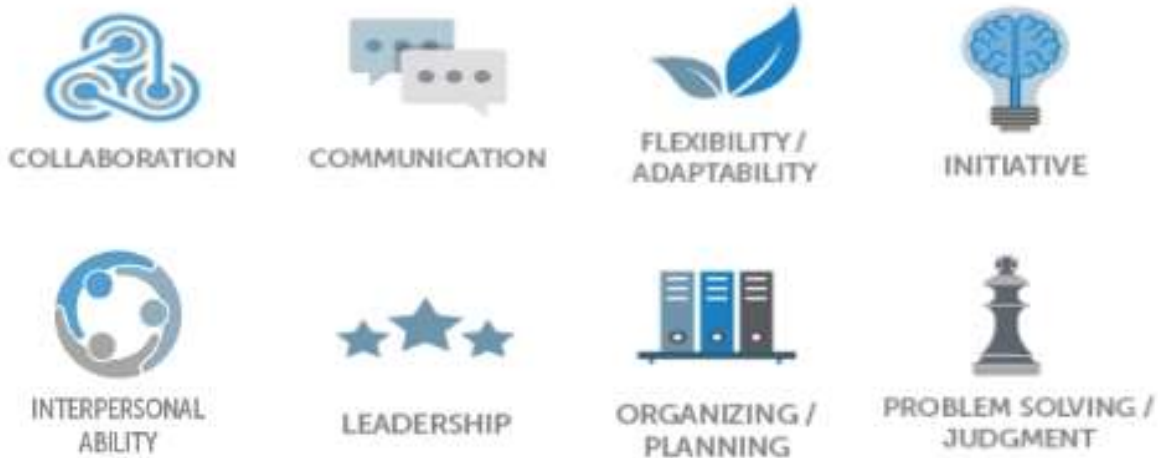 COLLABORATION
COMMUNICATION
FLEXIBILITY /
ADAPTABILITY
INITIATIVE
INTERPERSONAL
ABILITY
LEADERSHIP
ORGANIZING /
PLANNING
PROBLEM SOLVING /
JUDGMENT